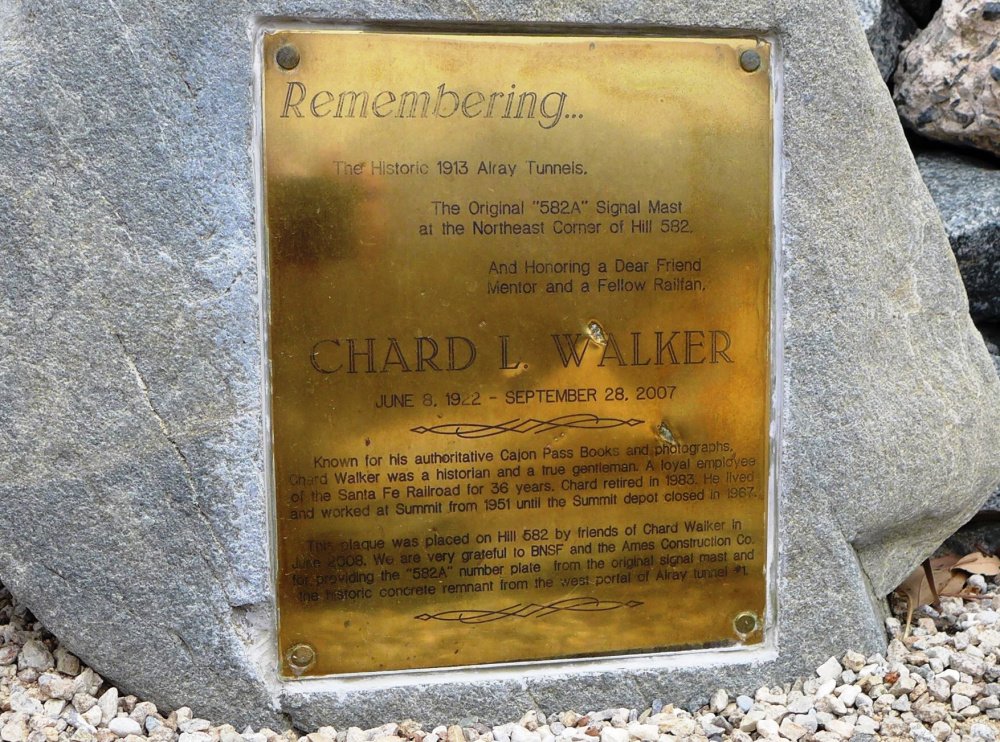 Remembering...
The Historic 1913 Alray Tunnels,
The Original "582A" Signal Mast
at the Northeast Corner of Hill 582,
And Honoring a Dear Friend
Mentor and a Fellow Railfan,
CHARD L. WALKER
JUNE 8, 1922 - SEPTEMBER 28, 2007
Known for his authoritative Cajon Pass Books and photographs,
Chard Walker was a historian and a true gentleman. A loyal employee
of the Santa Fe Railroad for 36 years, Chard retired in 1983. He lived
and worked at Summit from 1951 until the Summit depot closed in 1967.
This plaque was placed on Hill 582 by friends of Chard Walker in
June 2008. We are very grateful to BNSF and the Ames Construction Co.
for providing the "582A" number plate from the original signal mast and
the historic concrete remnant from the west portal of Alray tunnel #1.